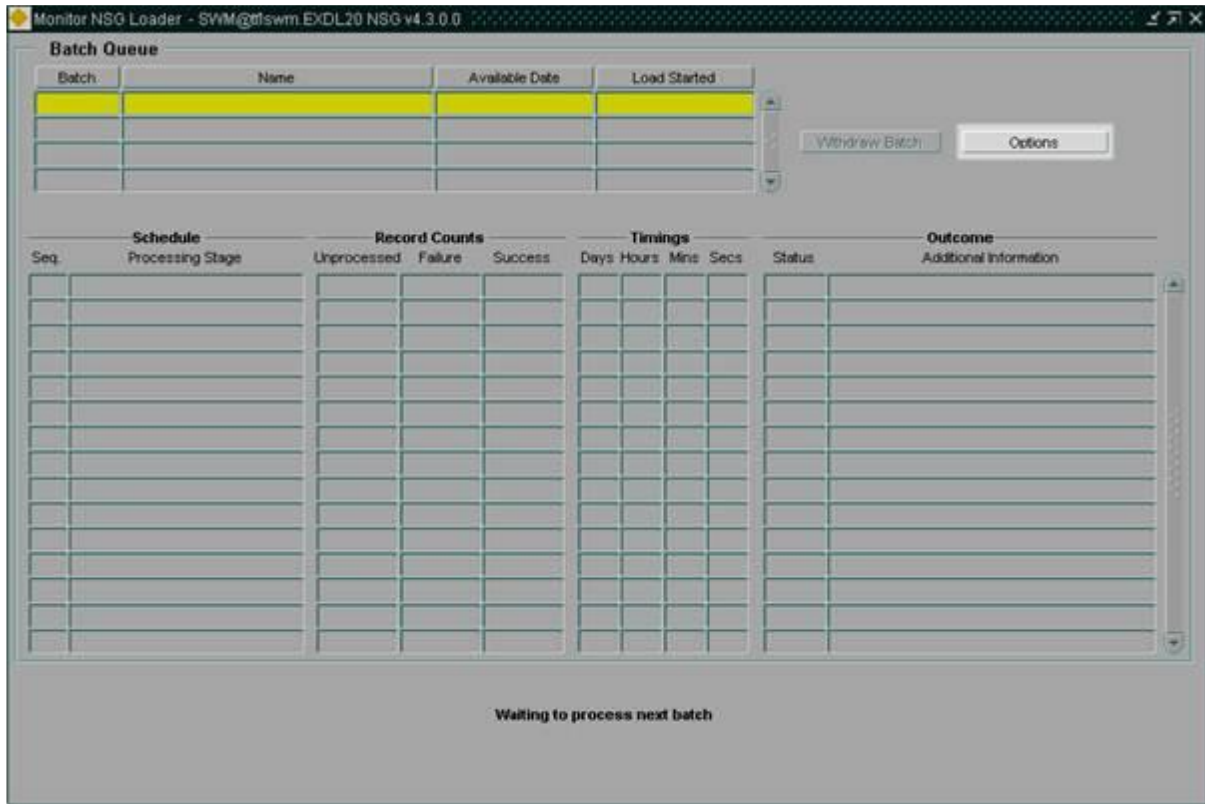 Monitor NSG Loader - SWM@ttlswm.EXDL20 NSG v4.3.0.0
Batch Queue
Batch Name Available Date Load Started
Withdraw Batch Options
Schedule Record Counts Timings Outcome
Seq. Processing Stage Unprocessed Failure Success Days Hours Mins Secs Status Additional Information
Waiting to process next batch